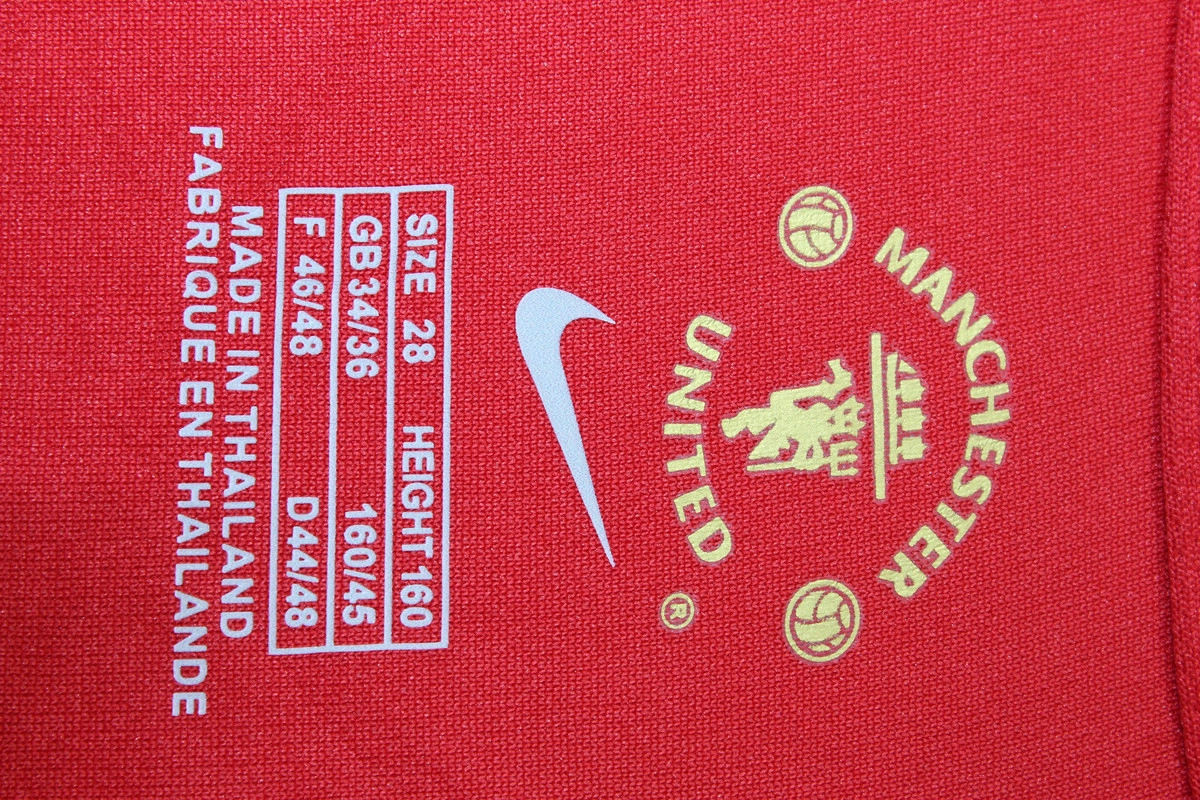 MANCHESTER
UNITED
®
SIZE 28 HEIGHT 160
GB 34/36 160/45
F 46/48 D 44/48
MADE IN THAILAND
FABRIQUE EN THAILANDE